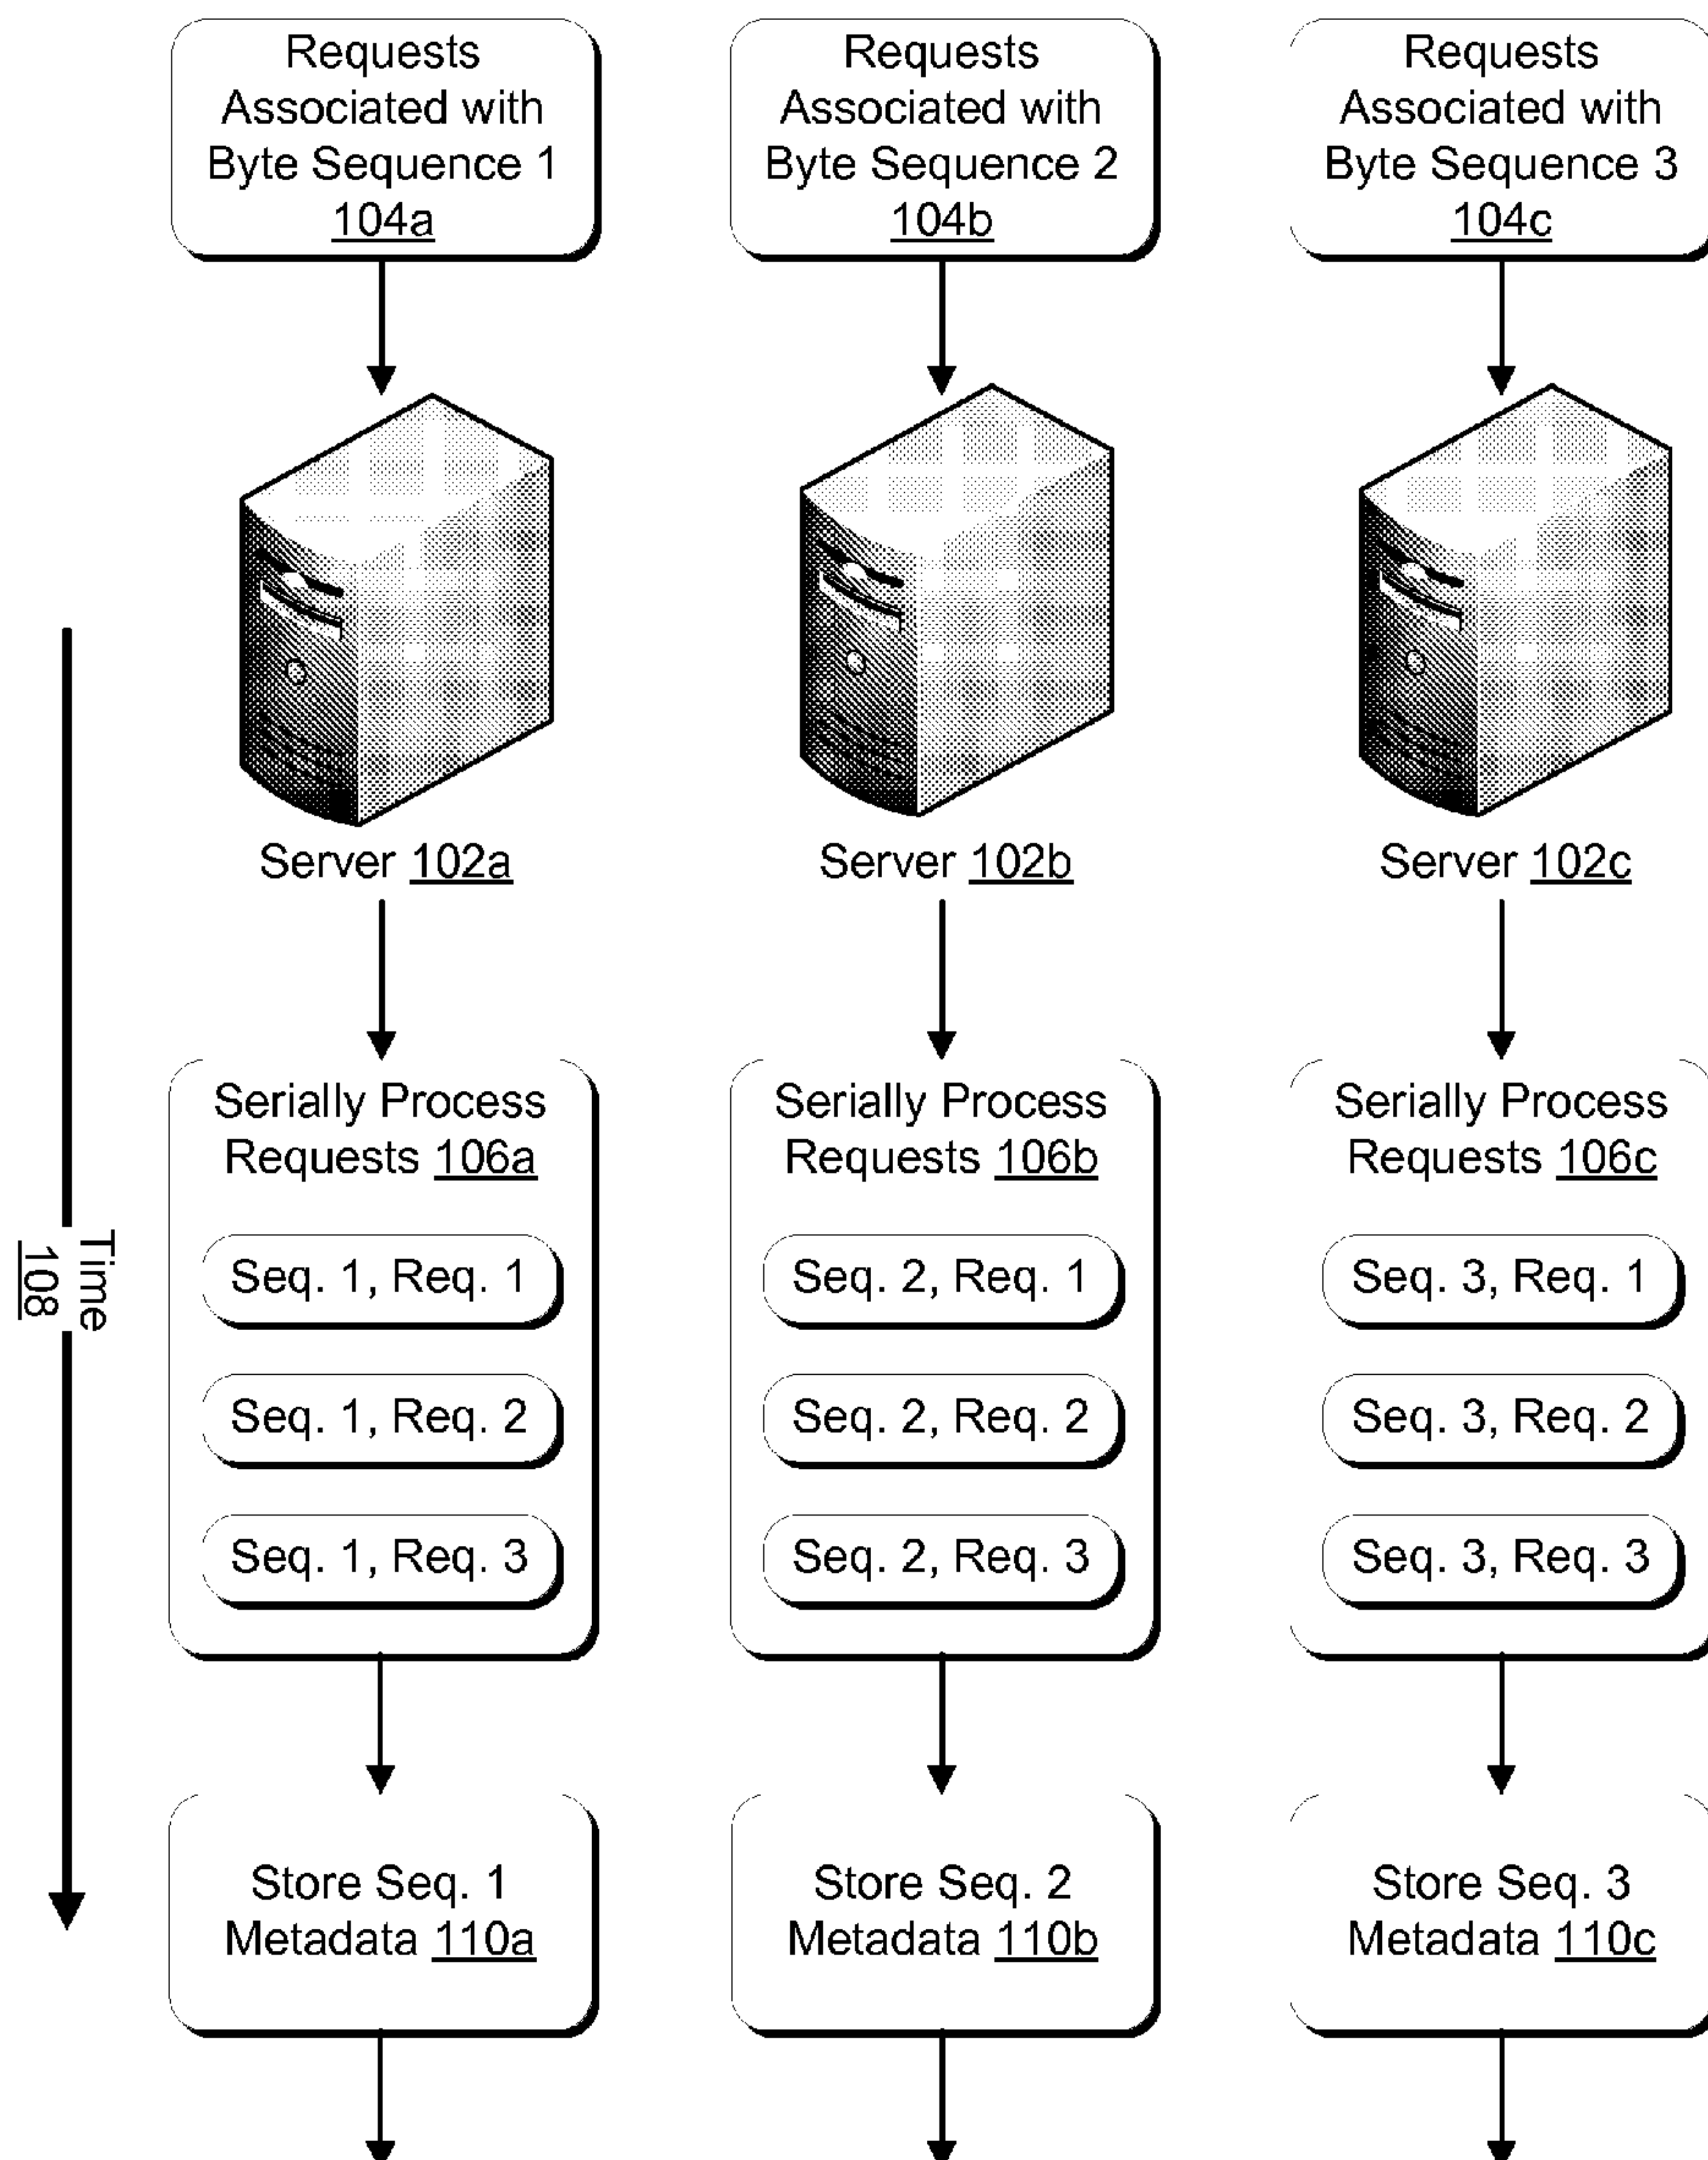 Requests
Associated with
Byte Sequence 1
104a
Requests
Associated with
Byte Sequence 2
104b
Requests
Associated with
Byte Sequence 3
104c
Server 102a
Server 102b
Server 102c
Time
108
Serially Process
Requests 106a
Seq. 1, Req. 1
Seq. 1, Req. 2
Seq. 1, Req. 3
Serially Process
Requests 106b
Seq. 2, Req. 1
Seq. 2, Req. 2
Seq. 2, Req. 3
Serially Process
Requests 106c
Seq. 3, Req. 1
Seq. 3, Req. 2
Seq. 3, Req. 3
Store Seq. 1
Metadata 110a
Store Seq. 2
Metadata 110b
Store Seq. 3
Metadata 110c